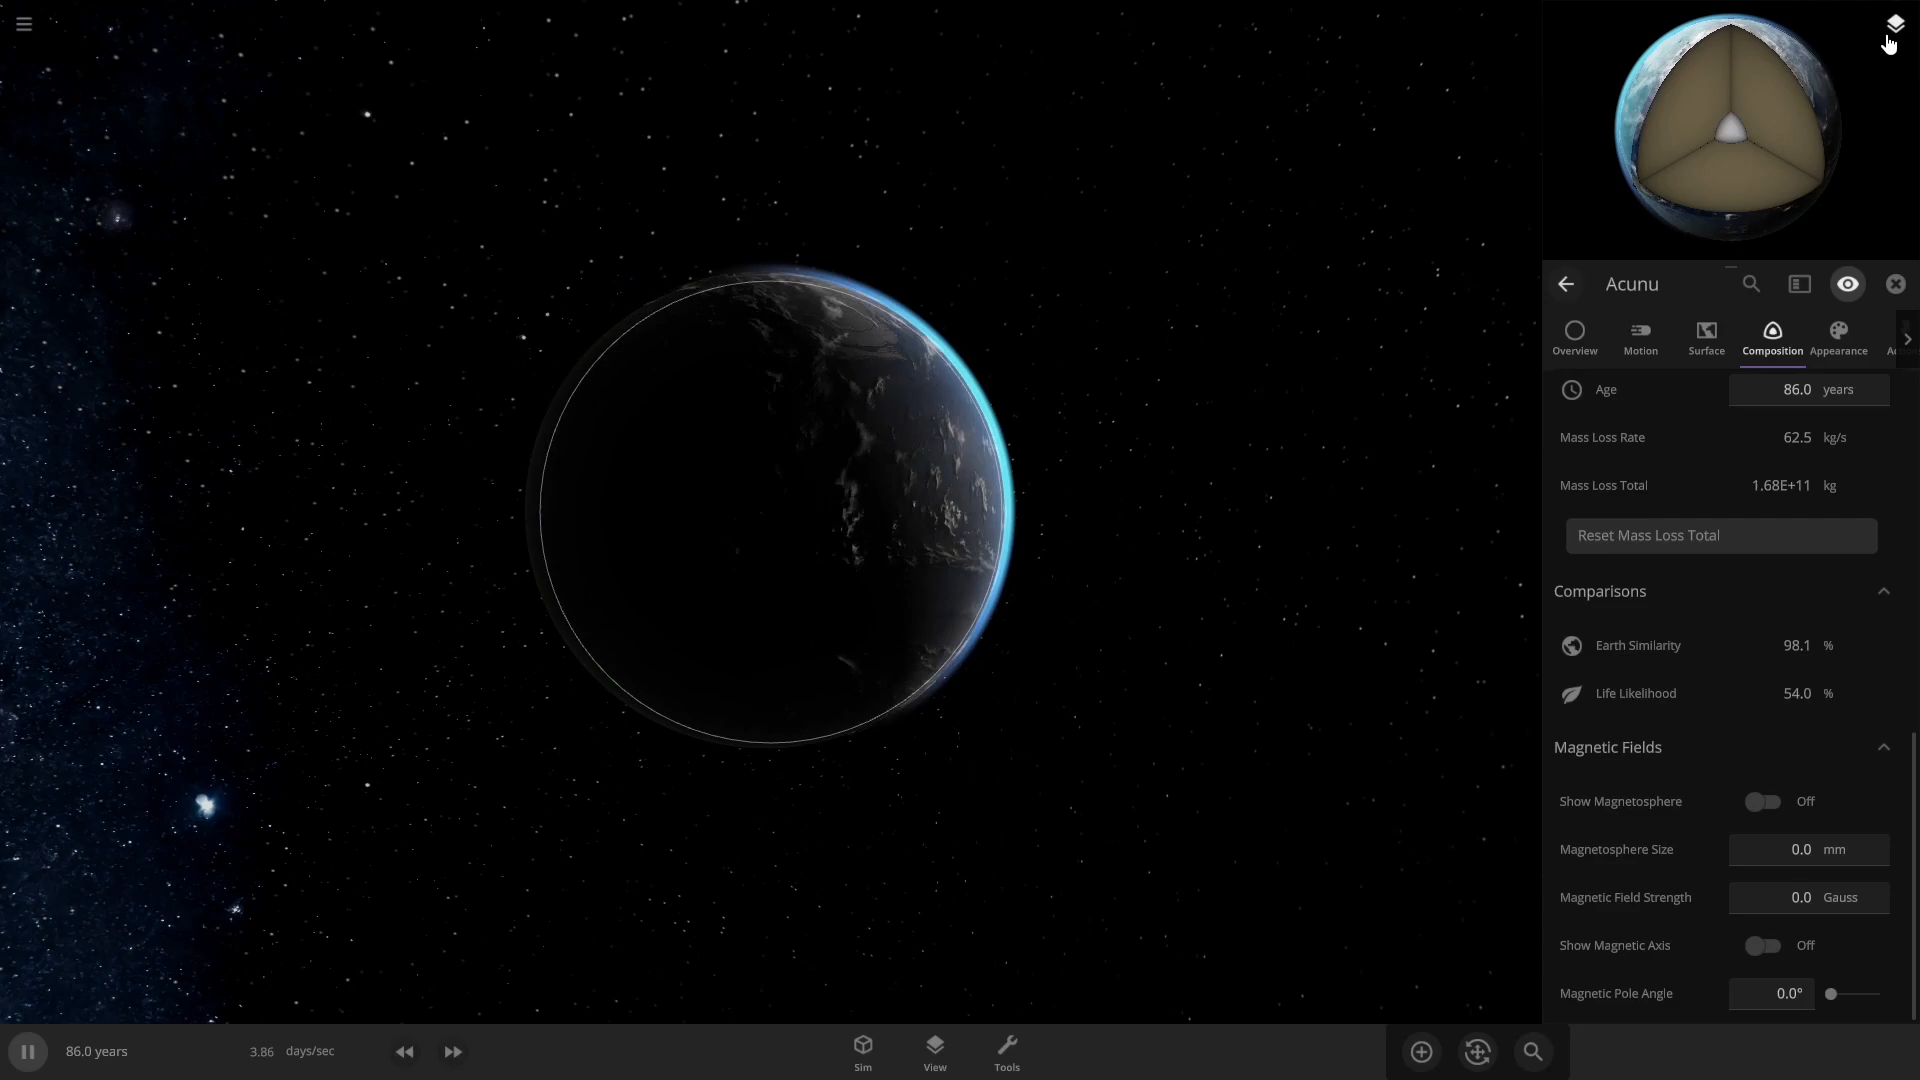 Acunu
Overview
Motion
Surface
Composition
Appearance
Age 86.0 years
Mass Loss Rate 62.5 kg/s
Mass Loss Total 1.68E+11 kg
Reset Mass Loss Total
Comparisons
Earth Similarity 98.1 %
Life Likelihood 54.0 %
Magnetic Fields
Show Magnetosphere Off
Magnetosphere Size 0.0 mm
Magnetic Field Strength 0.0 Gauss
Show Magnetic Axis Off
Magnetic Pole Angle 0.0°
86.0 years
3.86 days/sec
Sim
View
Tools